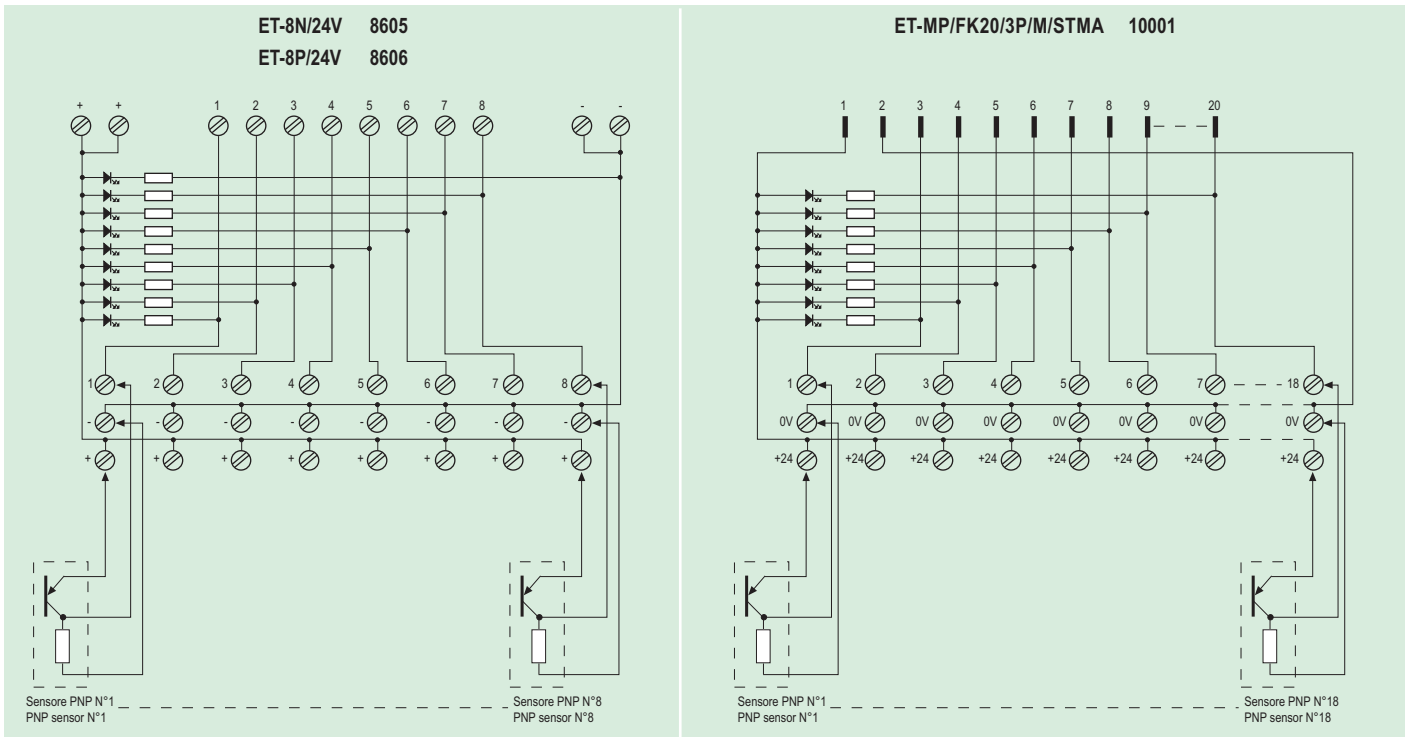 ET-8N/24V 8605
ET-8P/24V 8606
+ + 1 2 3 4 5 6 7 8 - -
1 2 3 4 5 6 7 8
- - - - - - - -
+ + + + + + + +
Sensore PNP N°1
PNP sensor N°1
Sensore PNP N°8
PNP sensor N°8
ET-MP/FK20/3P/M/STMA 10001
1 2 3 4 5 6 7 8 9 20
1 2 3 4 5 6 7 18
0V 0V 0V 0V 0V 0V 0V 0V
+24 +24 +24 +24 +24 +24 +24 +24
Sensore PNP N°1
PNP sensor N°1
Sensore PNP N°18
PNP sensor N°18